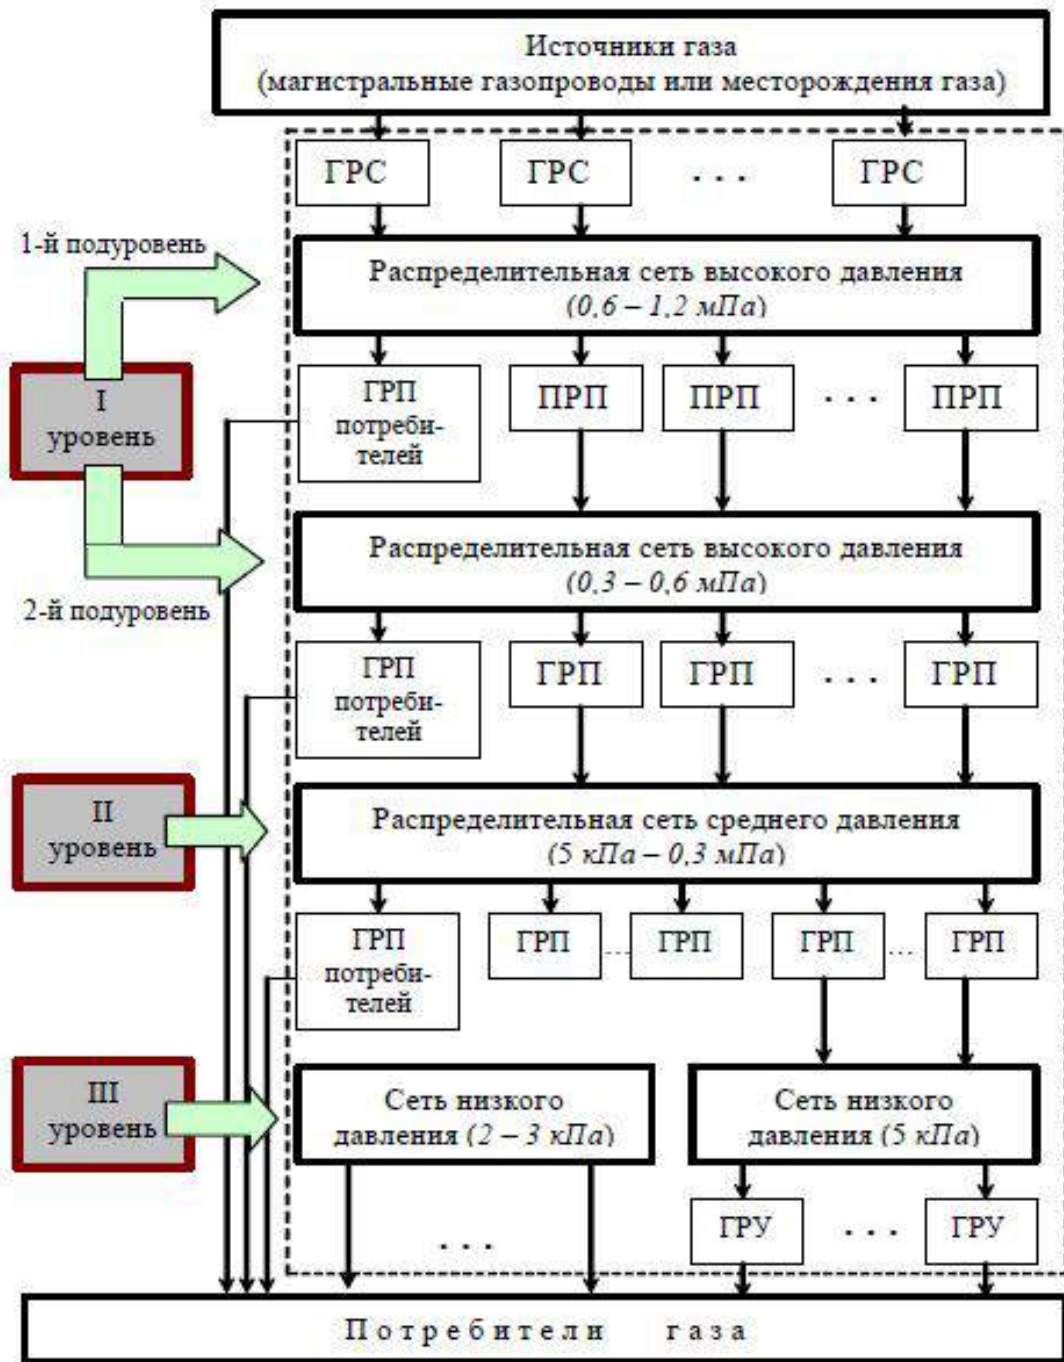 Источники газа
(магистральные газопроводы или месторождения газа)
ГРС ГРС . . . ГРС
1-й подуровень
Распределительная сеть высокого давления
(0,6 – 1,2 мПа)
I
уровень
ГРП
потреби-
телей
ПРП ПРП . . . ПРП
Распределительная сеть высокого давления
(0,3 – 0,6 мПа)
2-й подуровень
ГРП
потреби-
телей
ГРП ГРП . . . ГРП
II
уровень
Распределительная сеть среднего давления
(5 кПа – 0,3 мПа)
ГРП
потреби-
телей
ГРП ... ГРП ГРП ... ГРП
III
уровень
Сеть низкого
давления (2 – 3 кПа)
Сеть низкого
давления (5 кПа)
ГРУ . . . ГРУ
. . .
Потребители газа